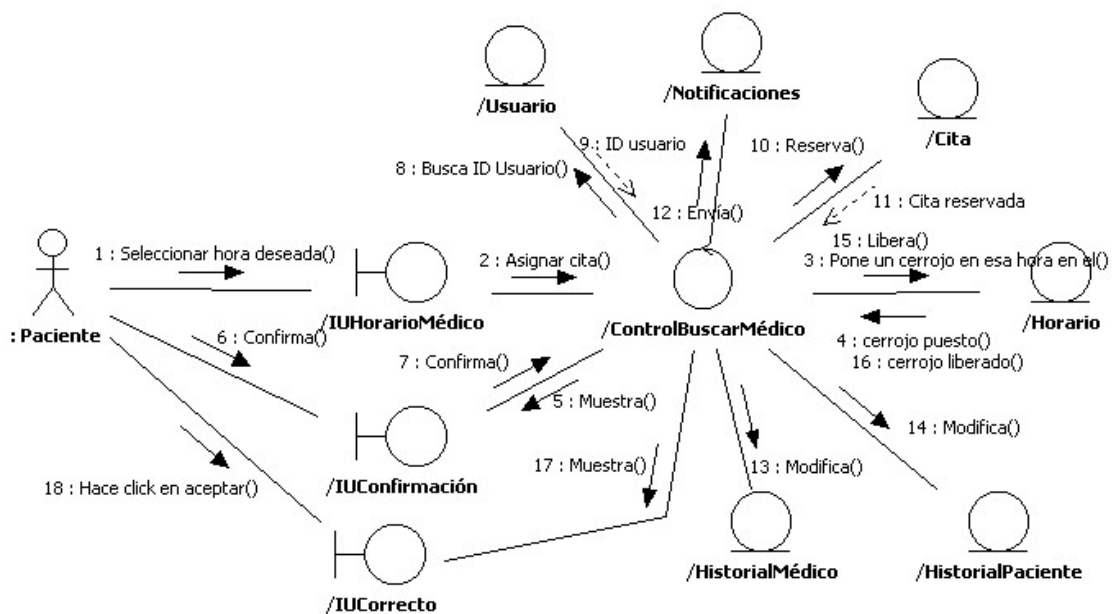 /Usuario
/Notificaciones
/Cita
9 : ID usuario
10 : Reserva()
8 : Busca ID Usuario()
11 : Cita reservada
12 : Envía()
15 : Libera()
1 : Seleccionar hora deseada()
2 : Asignar cita()
3 : Pone un cerrojo en esa hora en el()
: Paciente
/IUHorarioMédico
/ControlBuscarMédico
/Horario
6 : Confirma()
7 : Confirma()
4 : cerrojo puesto()
16 : cerrojo liberado()
5 : Muestra()
14 : Modifica()
17 : Muestra()
13 : Modifica()
/IUConfirmación
18 : Hace click en aceptar()
/HistorialMédico
/HistorialPaciente
/IUCorrecto